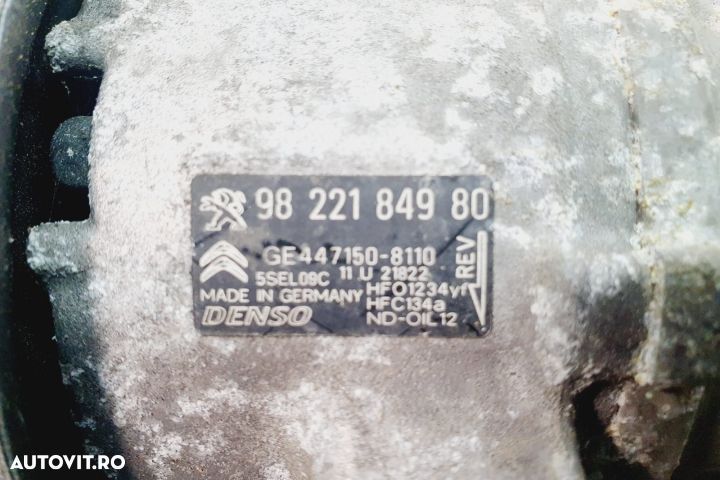 98 221 849 80
GE447150-8110
5SEL09C 11 U 21822
MADE IN GERMANY HFO1234yf
HFC134a
DENSO ND-OIL12
REV
AUTOVIT.RO